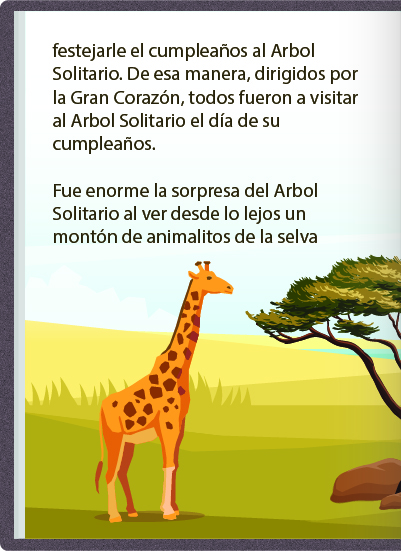 festejarle el cumpleaños al Arbol
Solitario. De esa manera, dirigidos por
la Gran Corazón, todos fueron a visitar
al Arbol Solitario el día de su
cumpleaños.

Fue enorme la sorpresa del Arbol
Solitario al ver desde lo lejos un
montón de animalitos de la selva